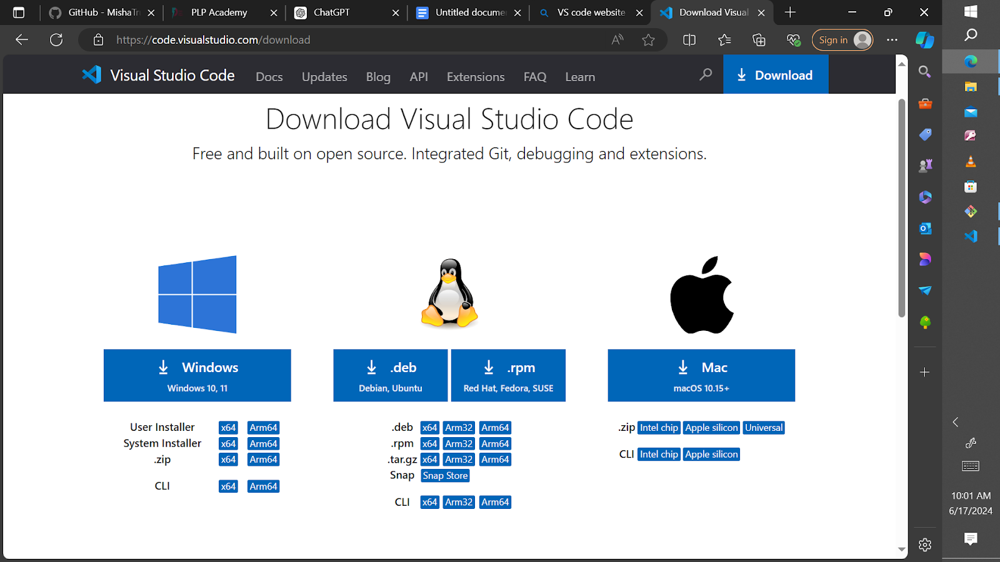 GitHub - MishaTr
PLP Academy
ChatGPT
Untitled documen
VS code website
Download Visual
https://code.visualstudio.com/download
Sign in
Visual Studio Code
Docs
Updates
Blog
API
Extensions
FAQ
Learn
Download
Download Visual Studio Code
Free and built on open source. Integrated Git, debugging and extensions.
Windows
Windows 10, 11
.deb
Debian, Ubuntu
.rpm
Red Hat, Fedora, SUSE
Mac
macOS 10.15+
User Installer x64 Arm64
System Installer x64 Arm64
.zip x64 Arm64
CLI x64 Arm64
.deb x64 Arm32 Arm64
.rpm x64 Arm32 Arm64
.tar.gz x64 Arm32 Arm64
Snap Snap Store
CLI x64 Arm32 Arm64
.zip Intel chip Apple silicon Universal
CLI Intel chip Apple silicon
10:01 AM
6/17/2024